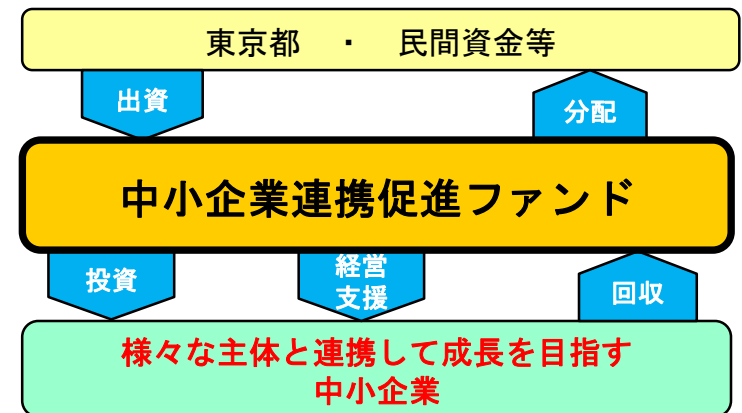 東京都　・　民間資金等
出資
分配
中小企業連携促進ファンド
投資
経営
支援
回収
様々な主体と連携して成長を目指す
中小企業